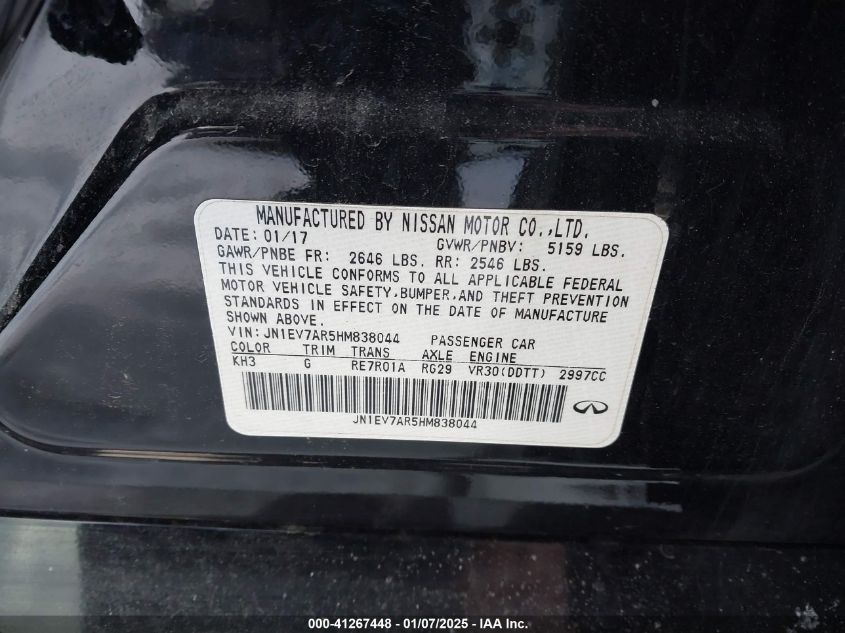 MANUFACTURED BY NISSAN MOTOR CO.,LTD.
DATE: 01/17 GVWR/PNBV: 5159 LBS.
GAWR/PNBE FR: 2646 LBS. RR: 2546 LBS.
THIS VEHICLE CONFORMS TO ALL APPLICABLE FEDERAL
MOTOR VEHICLE SAFETY,BUMPER,AND THEFT PREVENTION
STANDARDS IN EFFECT ON THE DATE OF MANUFACTURE
SHOWN ABOVE.
VIN: JN1EV7AR5HM838044 PASSENGER CAR
COLOR TRIM TRANS AXLE ENGINE
KH3 G RE7R01A RG29 VR30(DDTT) 2997CC
JN1EV7AR5HM838044
000-41267448 - 01/07/2025 - IAA Inc.